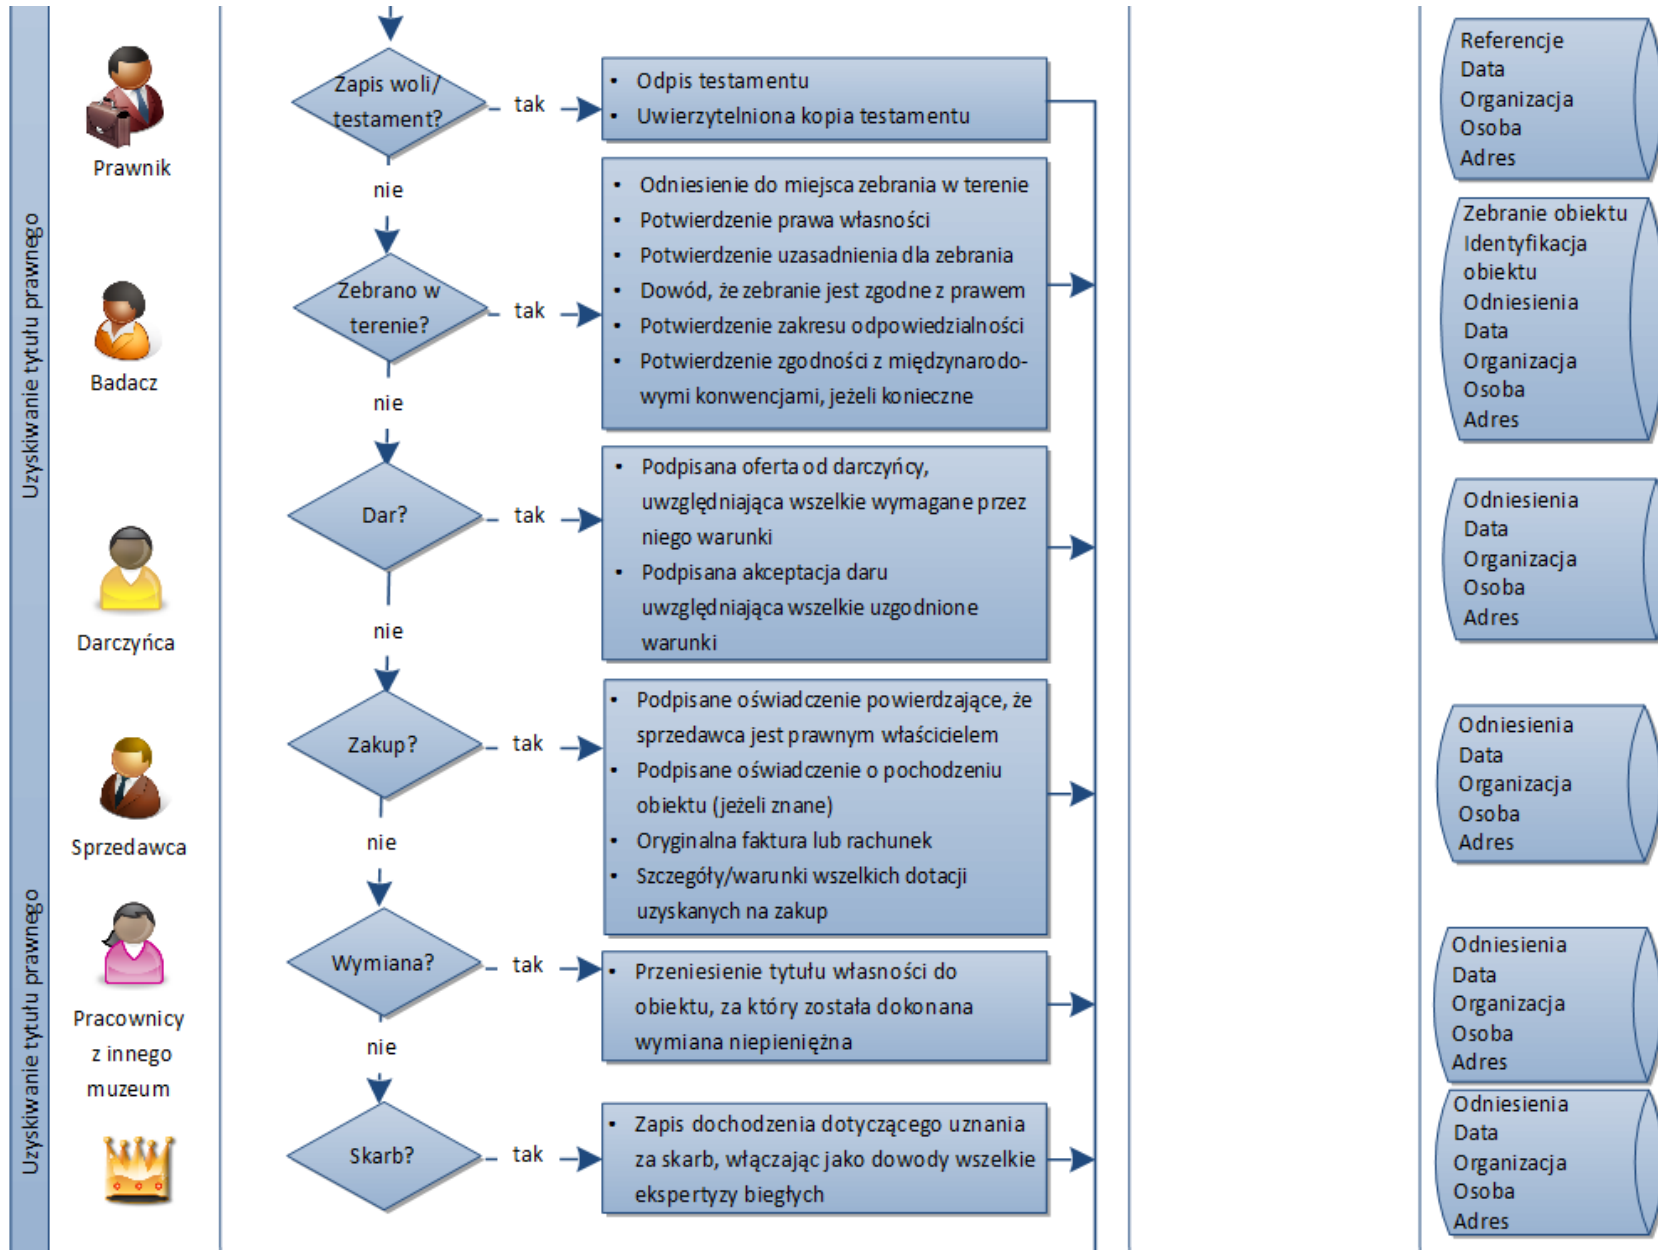 Uzyskiwanie tytułu prawnego
Prawnik
Zapis woli/
testament?
tak
• Odpis testamentu
• Uwierzytelniona kopia testamentu
Referencje
Data
Organizacja
Osoba
Adres
nie
Badacz
Zebrano w
terenie?
tak
• Odniesienie do miejsca zebrania w terenie
• Potwierdzenie prawa własności
• Potwierdzenie uzasadnienia dla zebrania
• Dowód, że zebranie jest zgodne z prawem
• Potwierdzenie zakresu odpowiedzialności
• Potwierdzenie zgodności z międzynarodo-
wymi konwencjami, jeżeli konieczne
Zebranie obiektu
Identyfikacja
obiektu
Odniesienia
Data
Organizacja
Osoba
Adres
nie
Darczyńca
Dar?
tak
• Podpisana oferta od darczyńcy,
uwzględniająca wszelkie wymagane przez
niego warunki
• Podpisana akceptacja daru
uwzględniająca wszelkie uzgodnione
warunki
Odniesienia
Data
Organizacja
Osoba
Adres
nie
Sprzedawca
Zakup?
tak
• Podpisane oświadczenie powierdzające, że
sprzedawca jest prawnym właścicielem
• Podpisane oświadczenie o pochodzeniu
obiektu (jeżeli znane)
• Oryginalna faktura lub rachunek
• Szczegóły/warunki wszelkich dotacji
uzyskanych na zakup
Odniesienia
Data
Organizacja
Osoba
Adres
nie
Uzyskiwanie tytułu prawnego
Pracownicy
z innego
muzeum
Wymiana?
tak
• Przeniesienie tytułu własności do
obiektu, za który została dokonana
wymiana niepieniężna
Odniesienia
Data
Organizacja
Osoba
Adres
nie
Skarb?
tak
• Zapis dochodzenia dotyczącego uznania
za skarb, włączając jako dowody wszelkie
ekspertyzy biegłych
Odniesienia
Data
Organizacja
Osoba
Adres